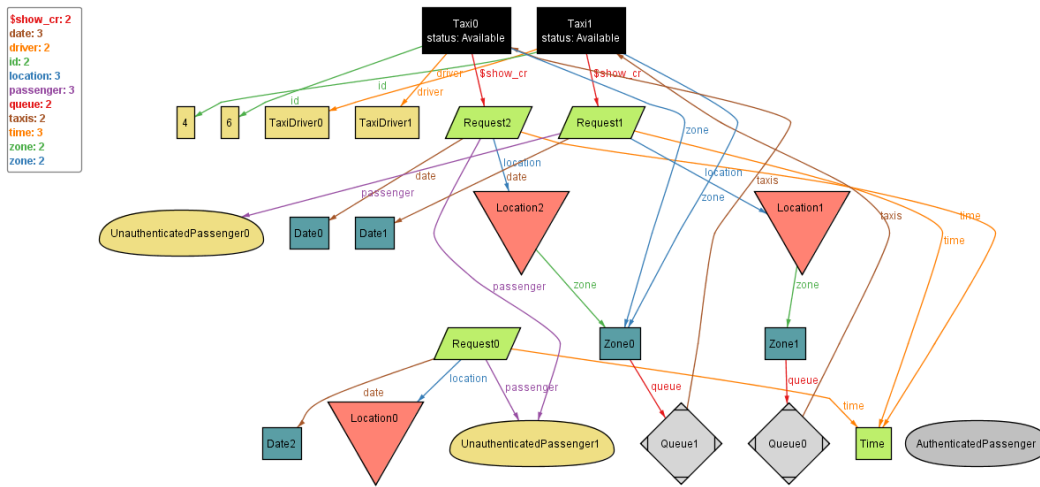 $show_cr: 2
date: 3
driver: 2
id: 2
location: 3
passenger: 3
queue: 2
taxis: 2
time: 3
zone: 2
zone: 2
Taxi0
status: Available
Taxi1
status: Available
driver
$show_cr
$show_cr
id
driver
id
4
6
TaxiDriver0
TaxiDriver1
Request2
Request1
zone
location
date
date
location
taxis
passenger
zone
Location2
Location1
taxis
time
time
UnauthenticatedPassenger0
Date0
Date1
zone
zone
passenger
Request0
Zone0
Zone1
location
queue
queue
passenger
date
time
Location0
Date2
UnauthenticatedPassenger1
Queue1
Queue0
Time
AuthenticatedPassenger